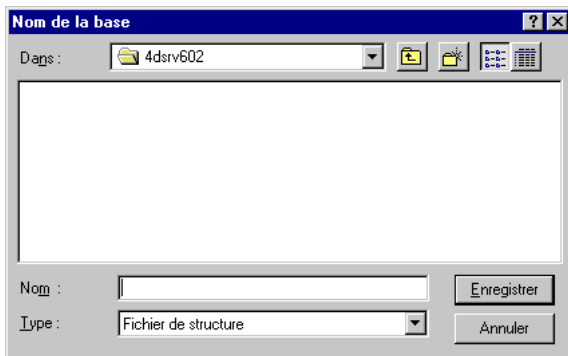 Nom de la base
Dans : 4dsrv602
Nom :
Enregistrer
Type : Fichier de structure
Annuler